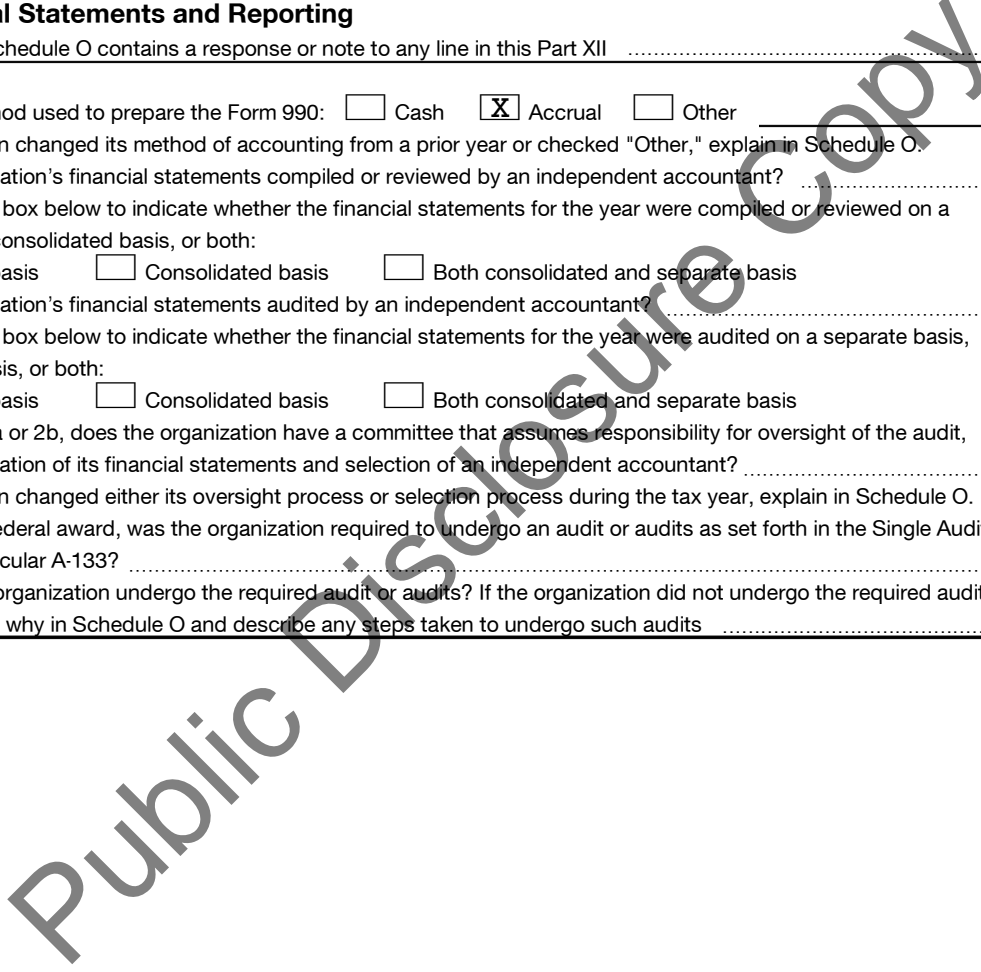 l Statements and Reporting
chedule O contains a response or note to any line in this Part XII
od used to prepare the Form 990: Cash X Accrual Other
n changed its method of accounting from a prior year or checked "Other," explain in Schedule O.
ation's financial statements compiled or reviewed by an independent accountant?
box below to indicate whether the financial statements for the year were compiled or reviewed on a
onsolidated basis, or both:
asis Consolidated basis Both consolidated and separate basis
ation's financial statements audited by an independent accountant?
box below to indicate whether the financial statements for the year were audited on a separate basis,
sis, or both:
asis Consolidated basis Both consolidated and separate basis
or 2b, does the organization have a committee that assumes responsibility for oversight of the audit,
ation of its financial statements and selection of an independent accountant?
n changed either its oversight process or selection process during the tax year, explain in Schedule O.
ederal award, was the organization required to undergo an audit or audits as set forth in the Single Audi
cular A-133?
organization undergo the required audit or audits? If the organization did not undergo the required audi
why in Schedule O and describe any steps taken to undergo such audits
Public Disclosure Copy